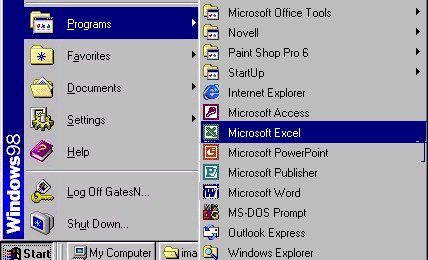 Programs
Favorites
Documents
Settings
Help
Log Off GatesN...
Shut Down...
Windows98
Microsoft Office Tools
Novell
Paint Shop Pro 6
StartUp
Internet Explorer
Microsoft Access
Microsoft Excel
Microsoft PowerPoint
Microsoft Publisher
Microsoft Word
MS-DOS Prompt
Outlook Express
Windows Explorer
Start
My Computer
ima